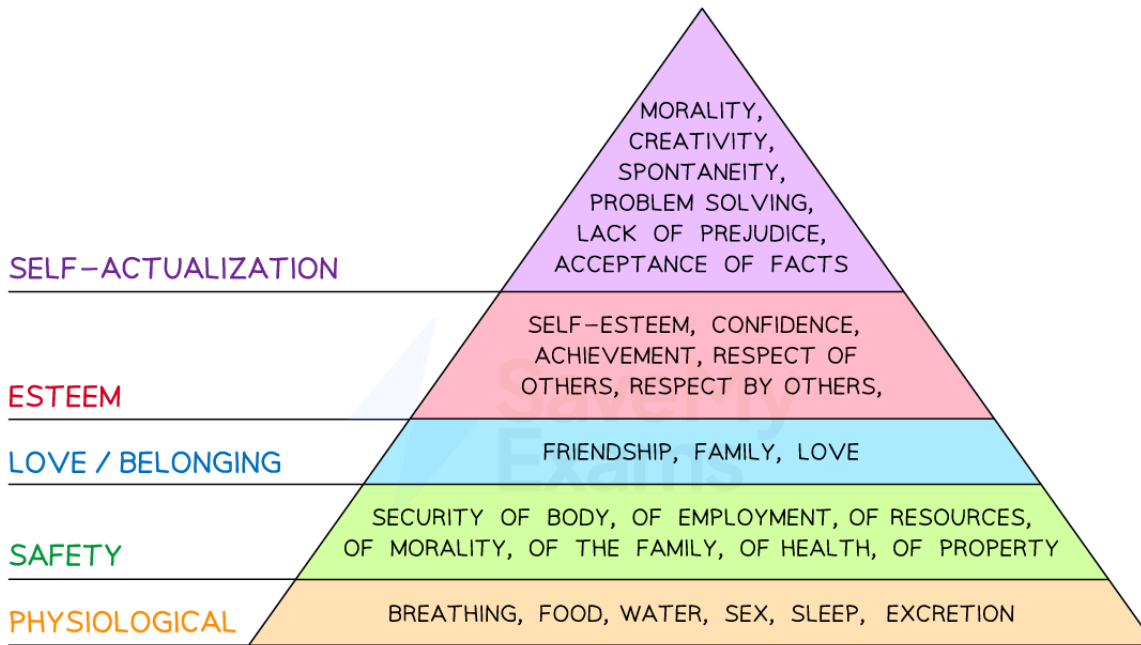 MORALITY,
CREATIVITY,
SPONTANEITY,
PROBLEM SOLVING,
LACK OF PREJUDICE,
ACCEPTANCE OF FACTS
SELF-ACTUALIZATION
SELF-ESTEEM, CONFIDENCE,
ACHIEVEMENT, RESPECT OF
OTHERS, RESPECT BY OTHERS,
ESTEEM
FRIENDSHIP, FAMILY, LOVE
LOVE / BELONGING
SECURITY OF BODY, OF EMPLOYMENT, OF RESOURCES,
OF MORALITY, OF THE FAMILY, OF HEALTH, OF PROPERTY
SAFETY
BREATHING, FOOD, WATER, SEX, SLEEP, EXCRETION
PHYSIOLOGICAL
SaveMy
Exams